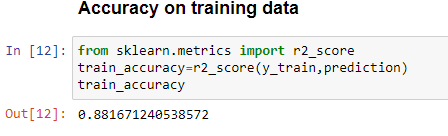 Accuracy on training data
In [12]: from sklearn.metrics import r2_score
train_accuracy=r2_score(y_train,prediction)
train_accuracy
Out[12]: 0.881671240538572